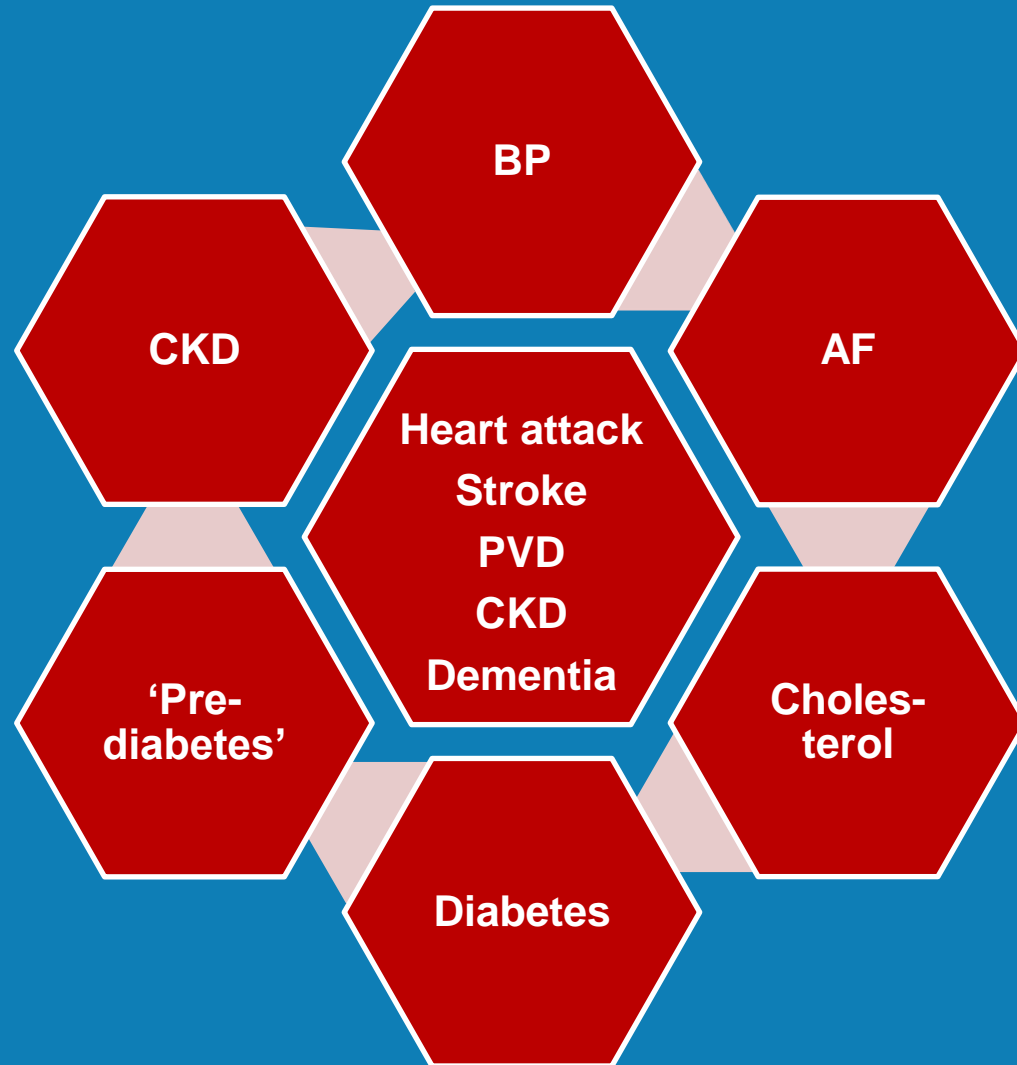 BP
CKD
AF
Heart attack
Stroke
PVD
CKD
Dementia
‘Pre-
diabetes’
Choles-
terol
Diabetes